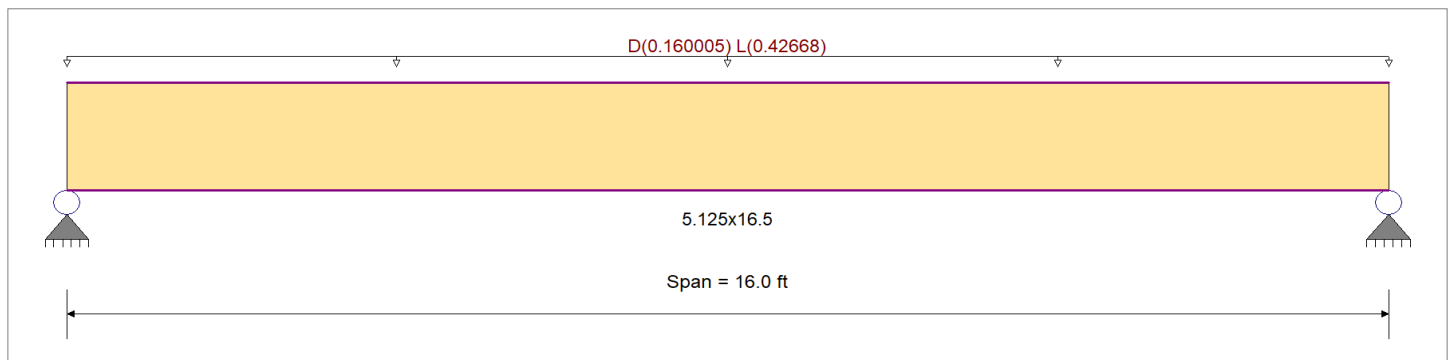 D(0.160005) L(0.42668)
5.125x16.5
Span = 16.0 ft